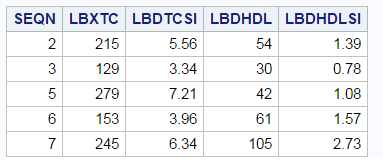 SEQN LBXTC LBDTCSI LBDHDL LBDHDLSI
2 215 5.56 54 1.39
3 129 3.34 30 0.78
5 279 7.21 42 1.08
6 153 3.96 61 1.57
7 245 6.34 105 2.73